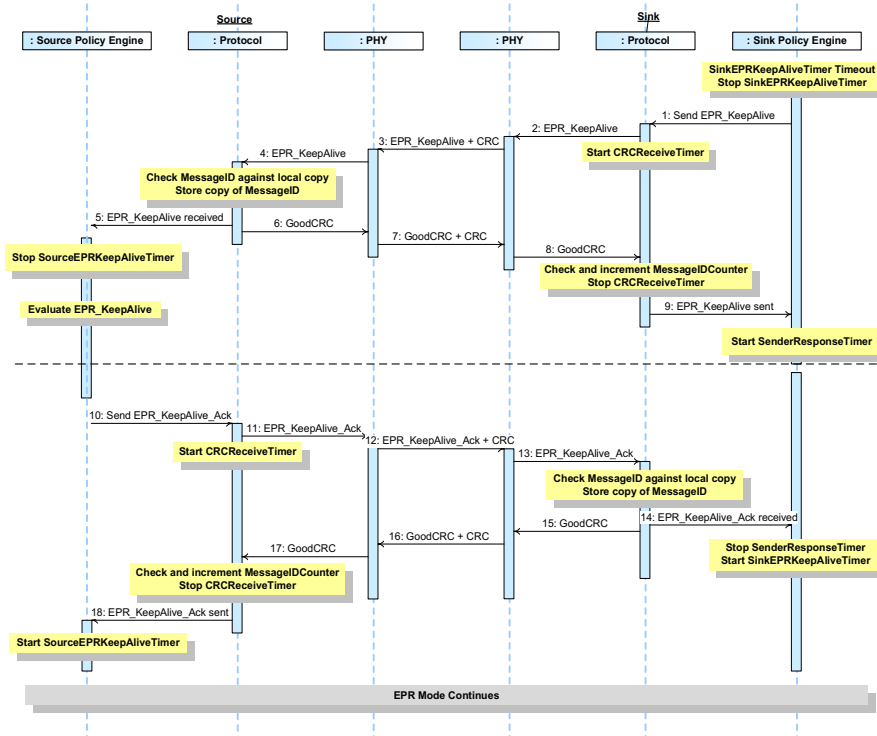 Source
Sink
: Source Policy Engine
: Protocol
: PHY
: PHY
: Protocol
: Sink Policy Engine
SinkEPRKeepAliveTimer Timeout
Stop SinkEPRKeepAliveTimer
1: Send EPR_KeepAlive
2: EPR_KeepAlive
3: EPR_KeepAlive + CRC
Start CRCReceiveTimer
4: EPR_KeepAlive
Check MessageID against local copy
Store copy of MessageID
5: EPR_KeepAlive received
6: GoodCRC
7: GoodCRC + CRC
8: GoodCRC
Stop SourceEPRKeepAliveTimer
Check and increment MessageIDCounter
Stop CRCReceiveTimer
Evaluate EPR_KeepAlive
9: EPR_KeepAlive sent
Start SenderResponseTimer
10: Send EPR_KeepAlive_Ack
11: EPR_KeepAlive_Ack
12: EPR_KeepAlive_Ack + CRC
Start CRCReceiveTimer
13: EPR_KeepAlive_Ack
Check MessageID against local copy
Store copy of MessageID
14: EPR_KeepAlive_Ack received
15: GoodCRC
16: GoodCRC + CRC
17: GoodCRC
Stop SenderResponseTimer
Start SinkEPRKeepAliveTimer
Check and increment MessageIDCounter
Stop CRCReceiveTimer
18: EPR_KeepAlive_Ack sent
Start SourceEPRKeepAliveTimer
EPR Mode Continues